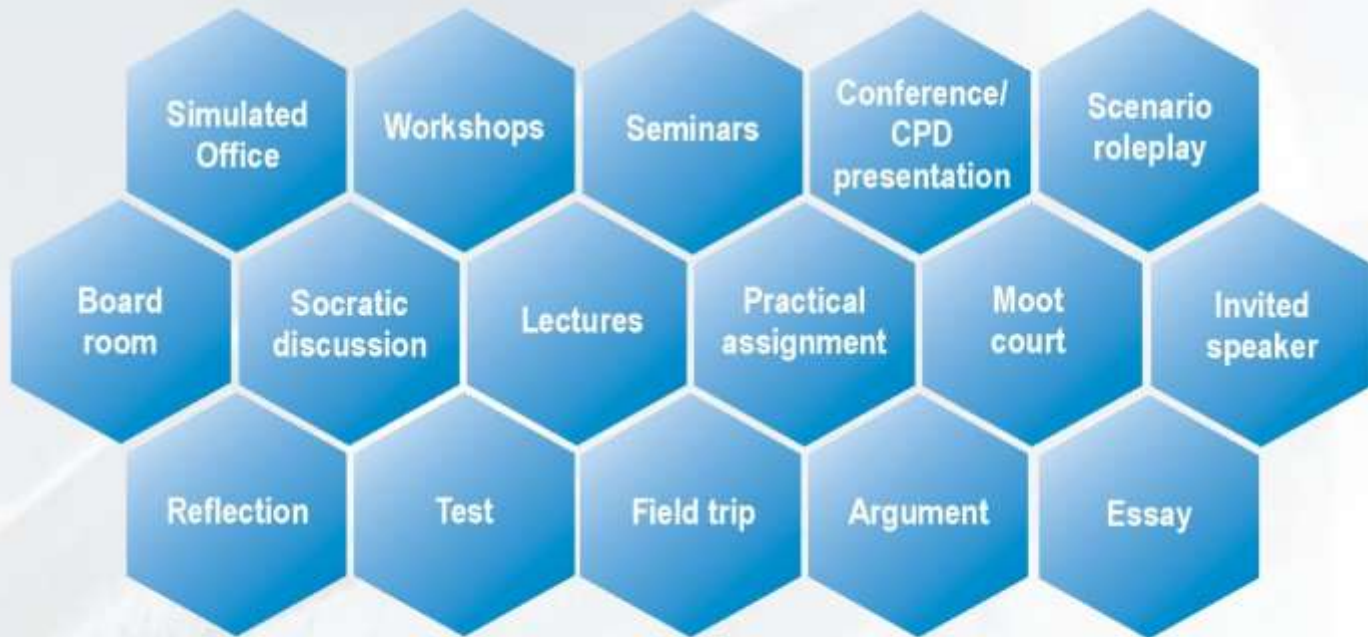 Simulated
Office
Workshops
Seminars
Conference/
CPD
presentation
Scenario
roleplay
Board
room
Socratic
discussion
Lectures
Practical
assignment
Moot
court
Invited
speaker
Reflection
Test
Field trip
Argument
Essay